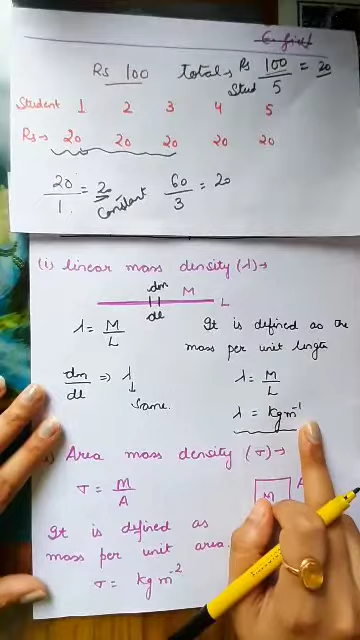 Rs 100 Total → Rs 100 / Stud 5 = 20
Student 1 2 3 4 5
Rs → 20 20 20 20 20
20/1 = 20 Constant 60/3 = 20
(i) linear mass density (λ) →
dm M
L
dl
λ = M/L It is defined as the
mass per unit length
dm/dl ⇒ λ λ = M/L
Same. λ = Kg m⁻¹
) Area mass density (σ) →
σ = M/A M A
It is defined as
mass per unit area.
σ = kg m⁻²